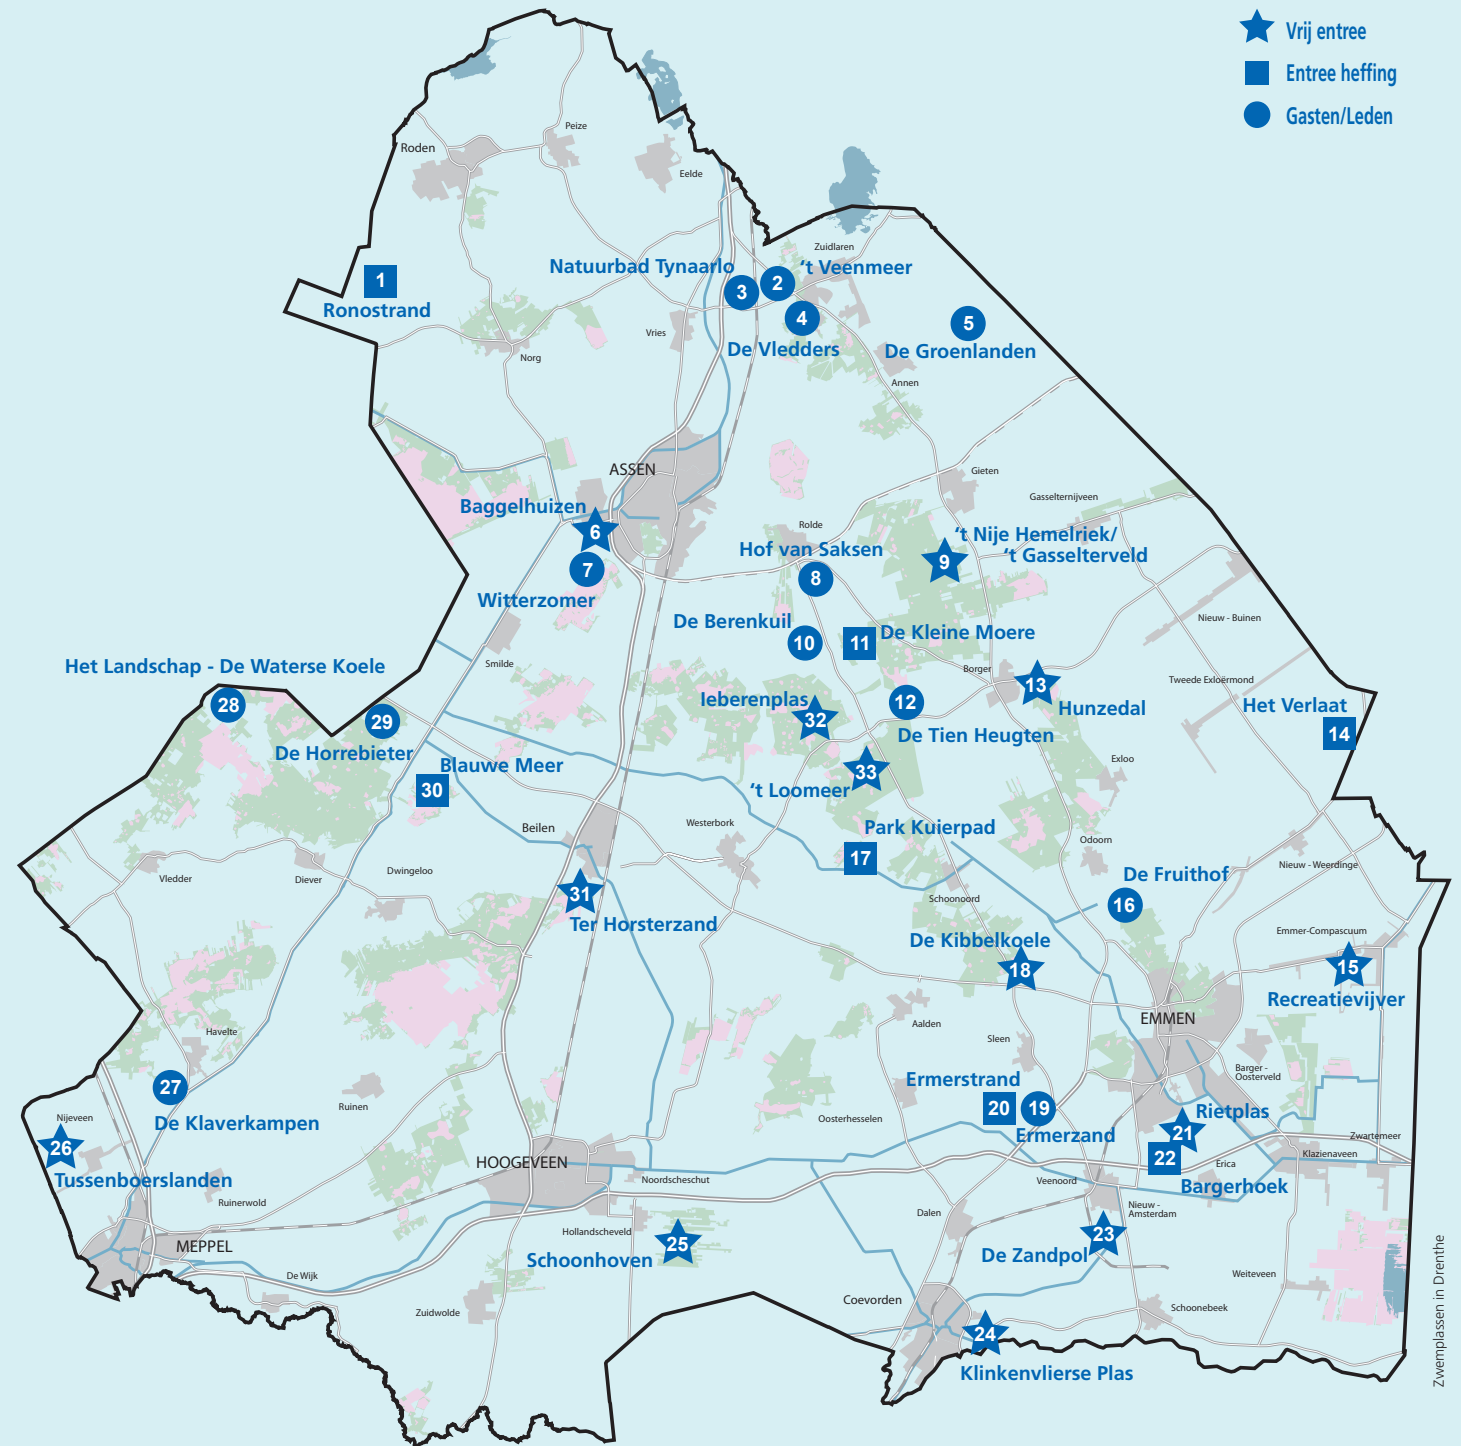 Vrij entree
Entree heffing
Gasten/Leden
Peize
Roden
Eelde
Zuidlaren
Natuurbad Tynaarlo
‘t Veenmeer
1
2
3
Ronostrand
4
5
Vries
De Vledders
De Groenlanden
Norg
Annen
ASSEN
Gieten
Gasselternijveen
Baggelhuizen
6
Rolde
‘t Nije Hemelriek/
‘t Gasselterveld
Hof van Saksen
9
7
8
Witterzomer
De Berenkuil
10
11
De Kleine Moere
Nieuw - Buinen
Smilde
Borger
Tweede Exloërmond
Het Landschap - De Waterse Koele
28
29
Ieberenplas
32
12
13
Hunzedal
Het Verlaat
14
De Horrebieter
De Tien Heugten
Blauwe Meer
30
Exloo
33
‘t Loomeer
Beilen
Westerbork
Park Kuierpad
17
Odoorn
Nieuw - Weerdinge
Vledder
Diever
Dwingeloo
De Fruithof
16
31
Schoonoord
Ter Horsterzand
De Kibbelkoele
18
Emmer-Compascuum
15
Recreatievijver
EMMEN
Aalden
Sleen
Havelte
27
De Klaverkampen
Ruinen
Ermerstrand
20
19
Ermerzand
Oosterhesselen
Barger -
Oosterveld
Rietplas
21
22
Bargerhoek
Nijeveen
26
Tussenboerslanden
Zwartemeer
Klazienaveen
Erica
Veenoord
HOOGEVEEN
Noordscheschut
Ruinerwold
Nieuw -
Amsterdam
Dalen
Hollandscheveld
25
Schoonhoven
23
De Zandpol
MEPPEL
De Wijk
Zuidwolde
Weiteveen
Coevorden
Schoonebeek
24
Klinkenvlierse Plas
Zwemplassen in Drenthe